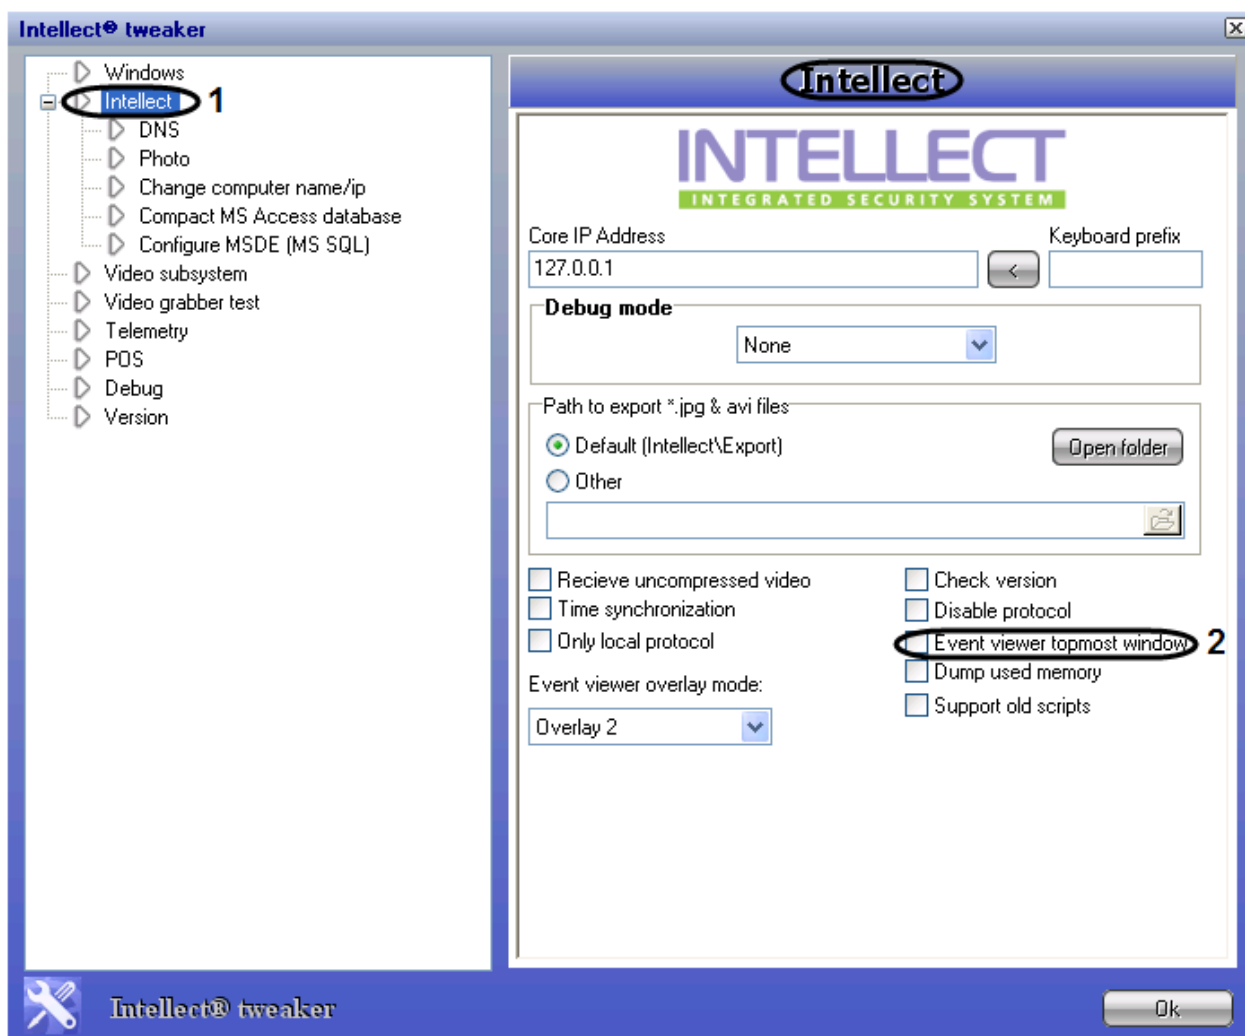 Intellect® tweaker
Windows
Intellect 1
DNS
Photo
Change computer name/ip
Compact MS Access database
Configure MSDE (MS SQL)
Video subsystem
Video grabber test
Telemetry
POS
Debug
Version
Intellect
INTELLECT
INTEGRATED SECURITY SYSTEM
Core IP Address Keyboard prefix
127.0.0.1 <
Debug mode
None
Path to export *.jpg & avi files
Default (Intellect\Export) Open folder
Other
Recieve uncompressed video Check version
Time synchronization Disable protocol
Only local protocol Event viewer topmost window 2
Dump used memory
Event viewer overlay mode:
Support old scripts
Overlay 2
Intellect® tweaker Ok